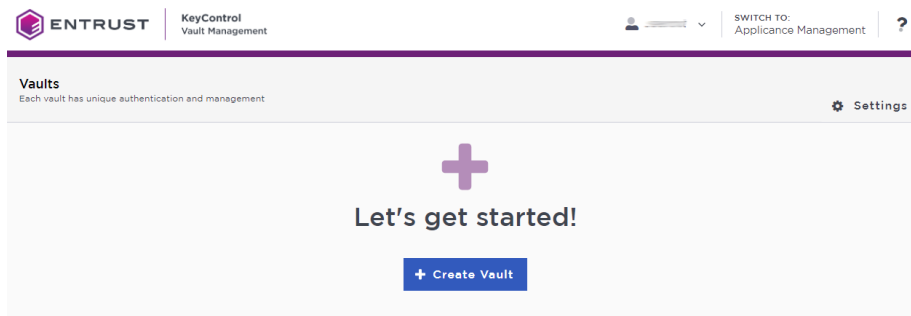 ENTRUST
KeyControl
Vault Management
SWITCH TO:
Applicance Management
?
Vaults
Each vault has unique authentication and management
Settings
Let's get started!
+ Create Vault